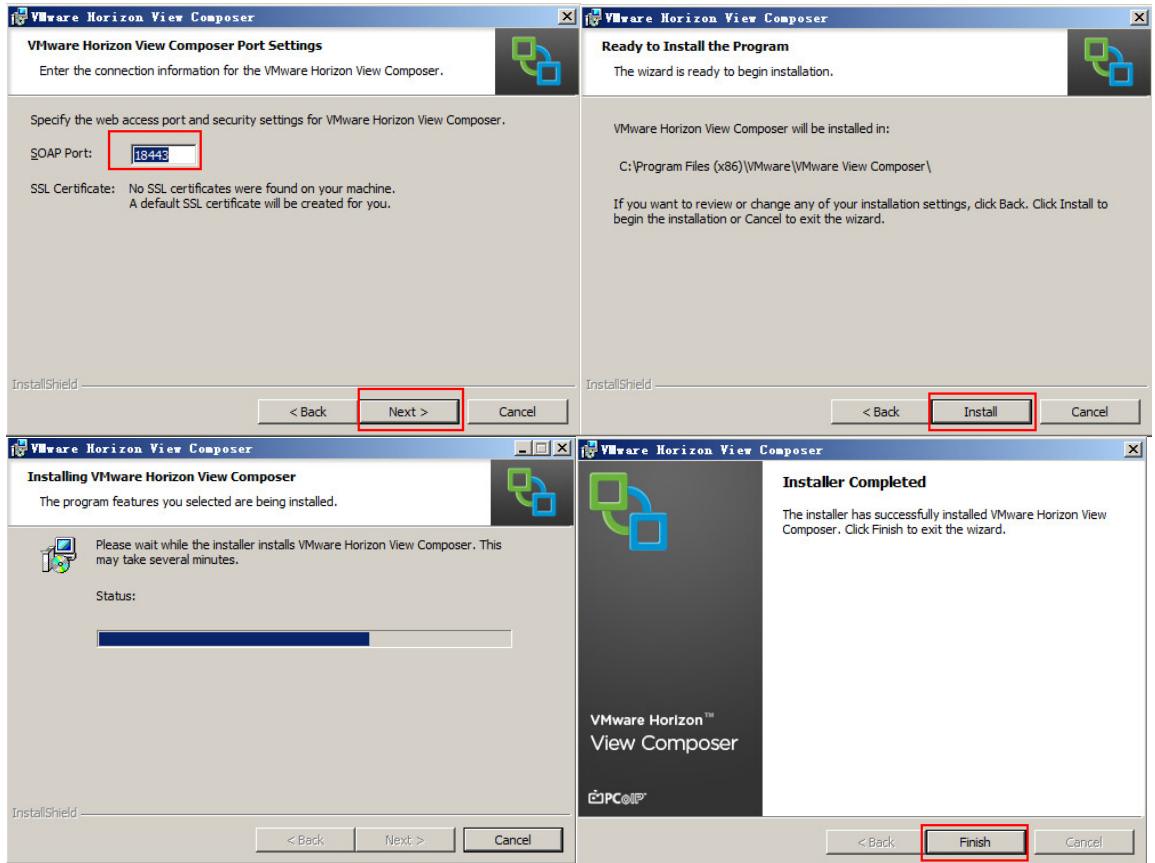 VMware Horizon View Composer
VMware Horizon View Composer Port Settings
Enter the connection information for the VMware Horizon View Composer.
Specify the web access port and security settings for VMware Horizon View Composer.
SOAP Port: 18443
SSL Certificate: No SSL certificates were found on your machine.
A default SSL certificate will be created for you.
InstallShield
< Back Next > Cancel
VMware Horizon View Composer
Ready to Install the Program
The wizard is ready to begin installation.
VMware Horizon View Composer will be installed in:
C:\Program Files (x86)\VMware\VMware View Composer\
If you want to review or change any of your installation settings, click Back. Click Install to
begin the installation or Cancel to exit the wizard.
InstallShield
< Back Install Cancel
VMware Horizon View Composer
Installing VMware Horizon View Composer
The program features you selected are being installed.
Please wait while the installer installs VMware Horizon View Composer. This
may take several minutes.
Status:
InstallShield
< Back Next > Cancel
VMware Horizon View Composer
Installer Completed
The installer has successfully installed VMware Horizon View
Composer. Click Finish to exit the wizard.
VMware Horizon™
View Composer
PCoIP
< Back Finish Cancel